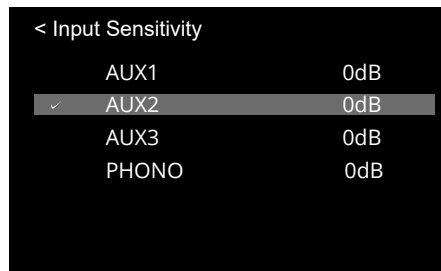 < Input Sensitivity
AUX1 0dB
✓ AUX2 0dB
AUX3 0dB
PHONO 0dB